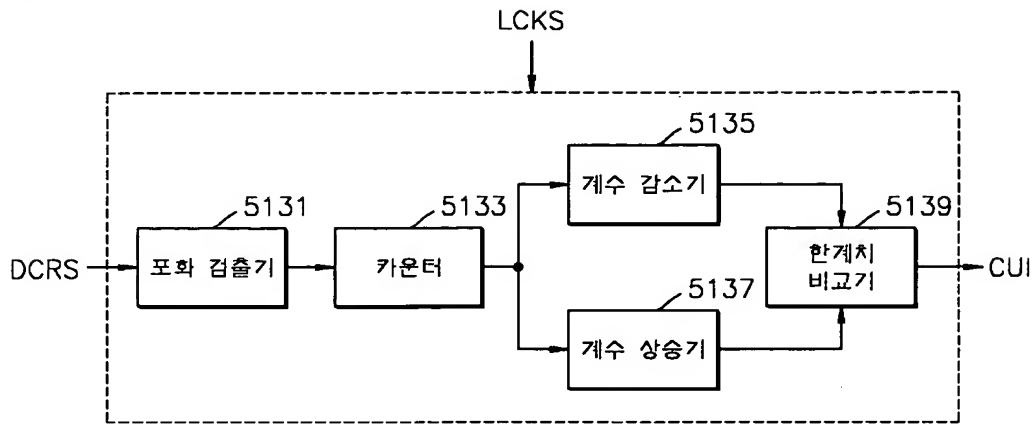 LCKS
5135
계수 감소기
5131
5133
5139
DCRS
포화 검출기
카운터
한계치
비교기
CUI
5137
계수 상승기